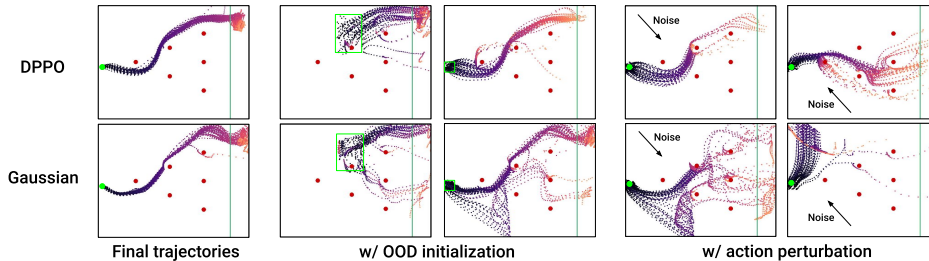 DPPO
Noise
Noise
Gaussian
Noise
Noise
Final trajectories
w/ OOD initialization
w/ action perturbation